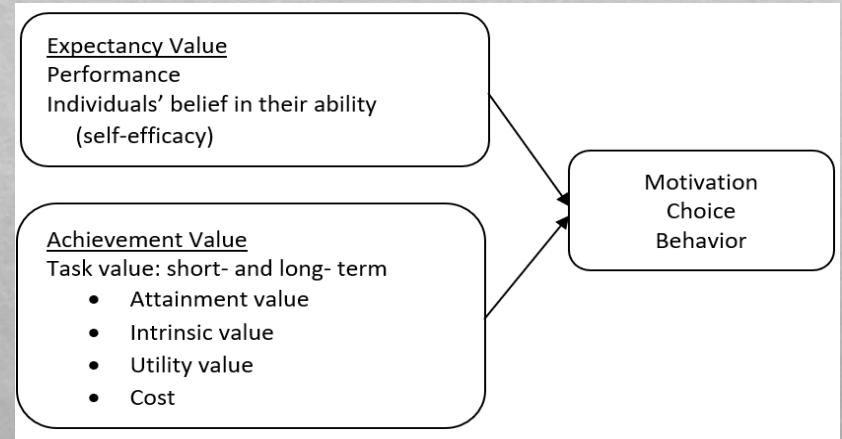 Expectancy Value
Performance
Individuals’ belief in their ability
(self-efficacy)
Motivation
Choice
Behavior
Achievement Value
Task value: short- and long- term
• Attainment value
• Intrinsic value
• Utility value
• Cost